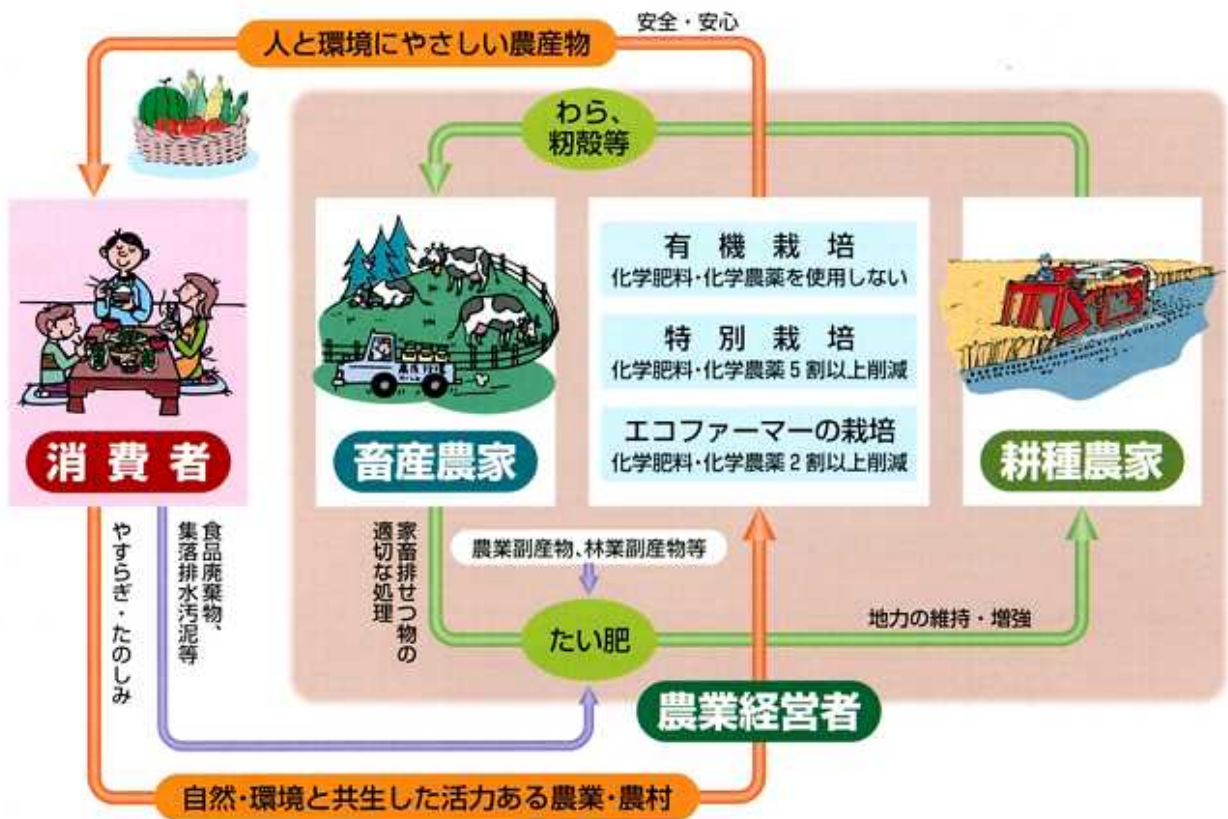 安全・安心
人と環境にやさしい農産物
わら、
籾殻等
有機栽培
化学肥料・化学農薬を使用しない
特別栽培
化学肥料・化学農薬5割以上削減
エコファーマーの栽培
化学肥料・化学農薬2割以上削減
消費者
畜産農家
耕種農家
やすらぎ・たのしみ
食品廃棄物、
集落排水汚泥等
家畜排せつ物の
適切な処理
農業副産物、林業副産物等
たい肥
地力の維持・増強
農業経営者
自然・環境と共生した活力ある農業・農村